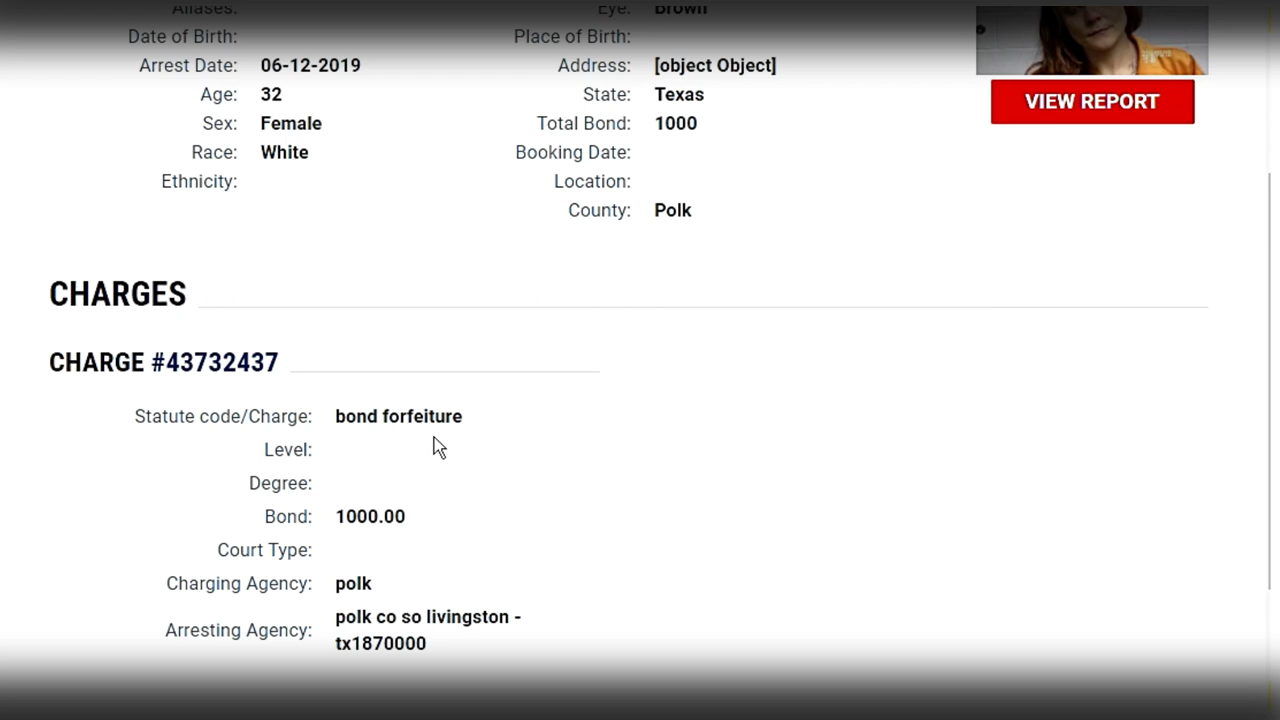 Aliases:
Eye: Brown
Date of Birth:
Place of Birth:
Arrest Date: 06-12-2019
Address: [object Object]
Age: 32
State: Texas
Sex: Female
Total Bond: 1000
Race: White
Booking Date:
Ethnicity:
Location:
County: Polk
VIEW REPORT
CHARGES
CHARGE #43732437
Statute code/Charge: bond forfeiture
Level:
Degree:
Bond: 1000.00
Court Type:
Charging Agency: polk
Arresting Agency: polk co so livingston -
tx1870000